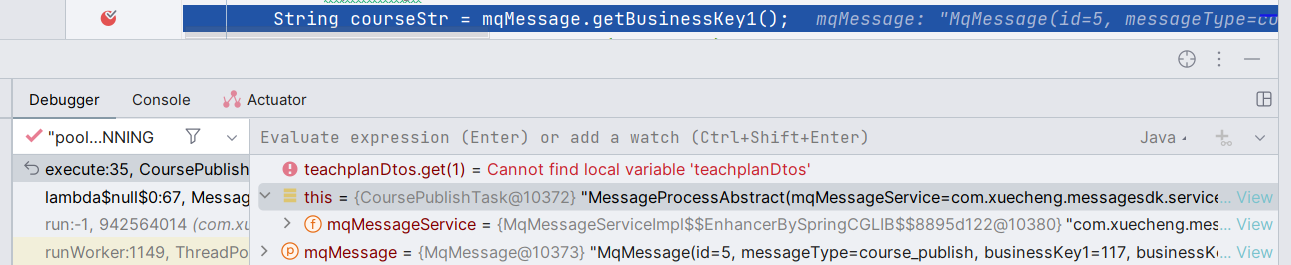 String courseStr = mqMessage.getBusinessKey1();   mqMessage: "MqMessage(id=5, messageType=co
Debugger Console Actuator
"pool...NNING Evaluate expression (Enter) or add a watch (Ctrl+Shift+Enter) Java
execute:35, CoursePublish teachplanDtos.get(1) = Cannot find local variable 'teachplanDtos'
lambda$null$0:67, Messag this = {CoursePublishTask@10372} "MessageProcessAbstract(mqMessageService=com.xuecheng.messagesdk.service... View
run:-1, 942564014 (com.xu f mqMessageService = {MqMessageServiceImpl$$EnhancerBySpringCGLIB$$8895d122@10380} "com.xuecheng.mes... View
runWorker:1149, ThreadPo p mqMessage = {MqMessage@10373} "MqMessage(id=5, messageType=course_publish, businessKey1=117, businessK... View